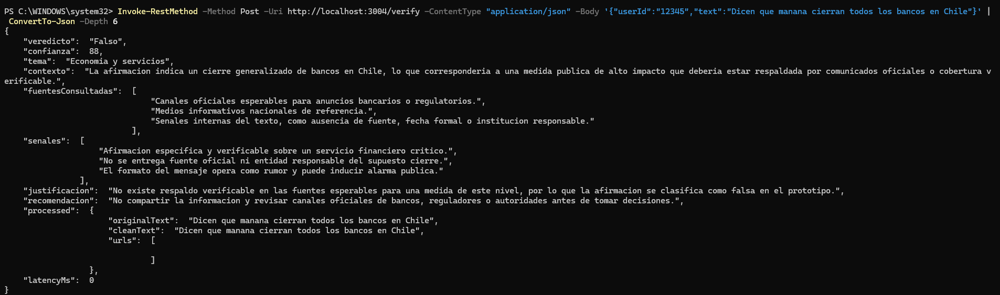 PS C:\WINDOWS\system32> Invoke-RestMethod -Method Post -Uri http://localhost:3004/verify -ContentType "application/json" -Body '{"userId":"12345","text":"Dicen que manana cierran todos los bancos en Chile"}' |
 ConvertTo-Json -Depth 6
{
    "veredicto":  "Falso",
    "confianza":  88,
    "tema":  "Economia y servicios",
    "contexto":  "La afirmacion indica un cierre generalizado de bancos en Chile, lo que corresponderia a una medida publica de alto impacto que deberia estar respaldada por comunicados oficiales o cobertura v
erificable.",
    "fuentesConsultadas":  [
                               "Canales oficiales esperables para anuncios bancarios o regulatorios.",
                               "Medios informativos nacionales de referencia.",
                               "Senales internas del texto, como ausencia de fuente, fecha formal o institucion responsable."
                           ],
    "senales":  [
                    "Afirmacion especifica y verificable sobre un servicio financiero critico.",
                    "No se entrega fuente oficial ni entidad responsable del supuesto cierre.",
                    "El formato del mensaje opera como rumor y puede inducir alarma publica."
                ],
    "justificacion":  "No existe respaldo verificable en las fuentes esperables para una medida de este nivel, por lo que la afirmacion se clasifica como falsa en el prototipo.",
    "recomendacion":  "No compartir la informacion y revisar canales oficiales de bancos, reguladores o autoridades antes de tomar decisiones.",
    "processed":  {
                      "originalText":  "Dicen que manana cierran todos los bancos en Chile",
                      "cleanText":  "Dicen que manana cierran todos los bancos en Chile",
                      "urls":  [

                               ]
                  },
    "latencyMs":  0
}